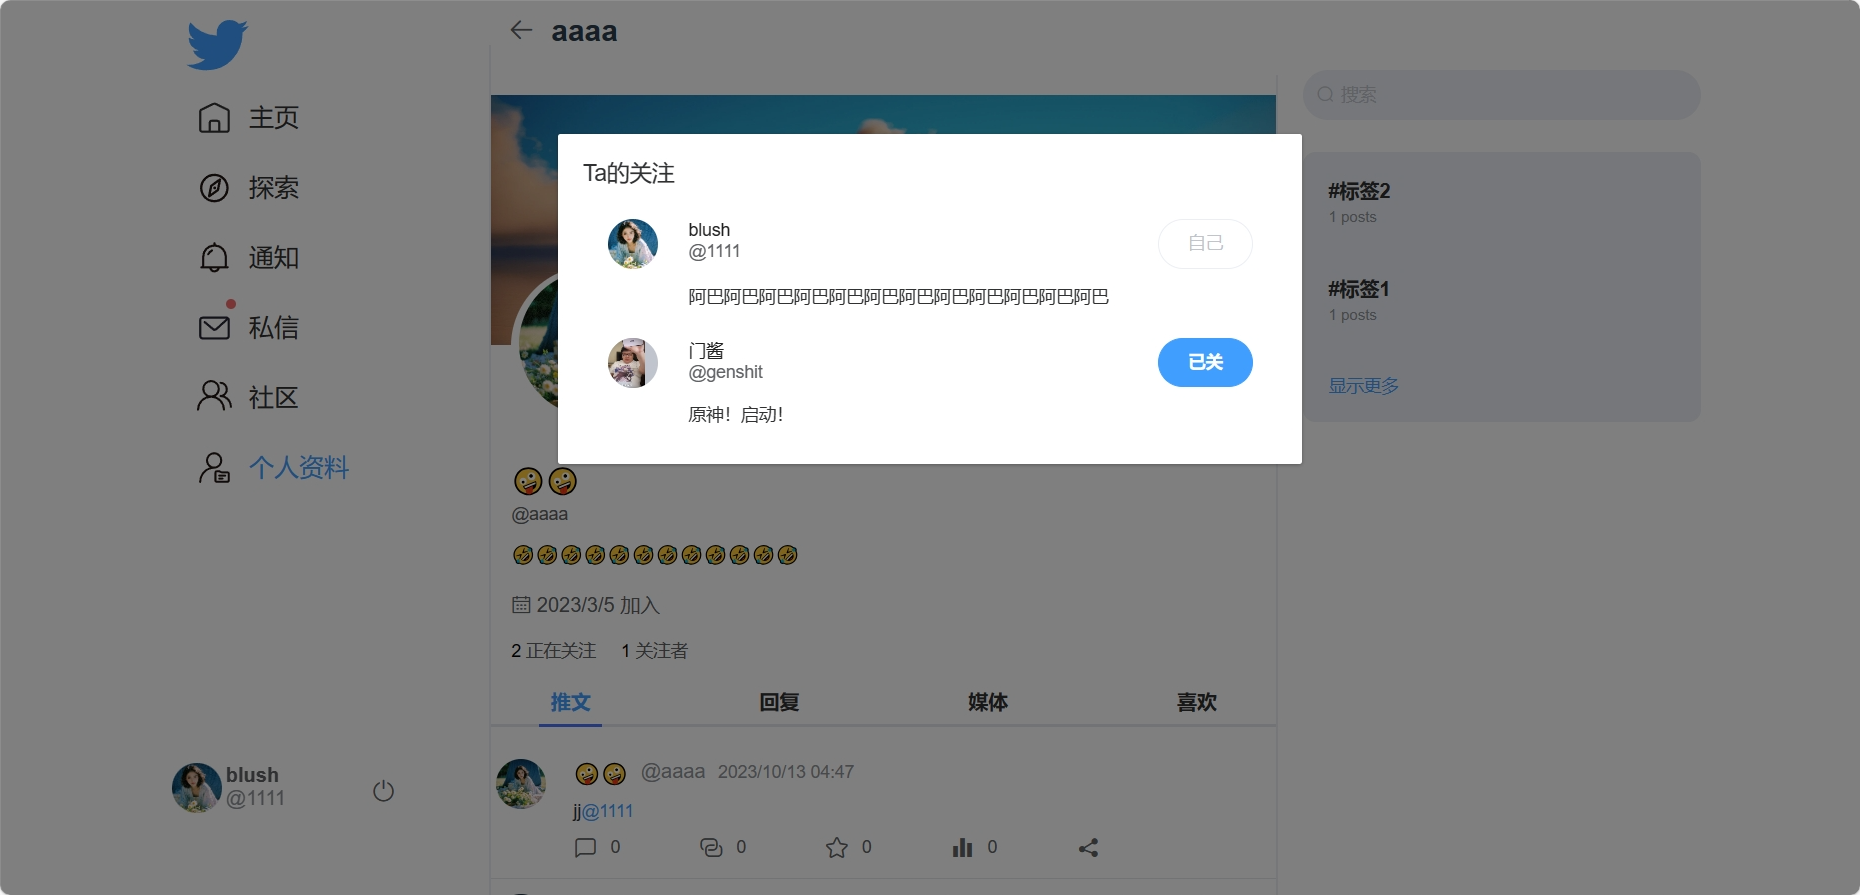 主页
探索
通知
私信
社区
个人资料
blush
@1111
aaaa
Ta的关注
blush
@1111
自己
阿巴阿巴阿巴阿巴阿巴阿巴阿巴阿巴阿巴阿巴阿巴阿巴
门酱
@genshit
已关
原神！启动！
🤪🤪
@aaaa
🤣🤣🤣🤣🤣🤣🤣🤣🤣🤣🤣🤣
2023/3/5 加入
2 正在关注 1 关注者
推文 回复 媒体 喜欢
🤪🤪 @aaaa 2023/10/13 04:47
jj@1111
0 0 0 0
搜索
#标签2
1 posts
#标签1
1 posts
显示更多